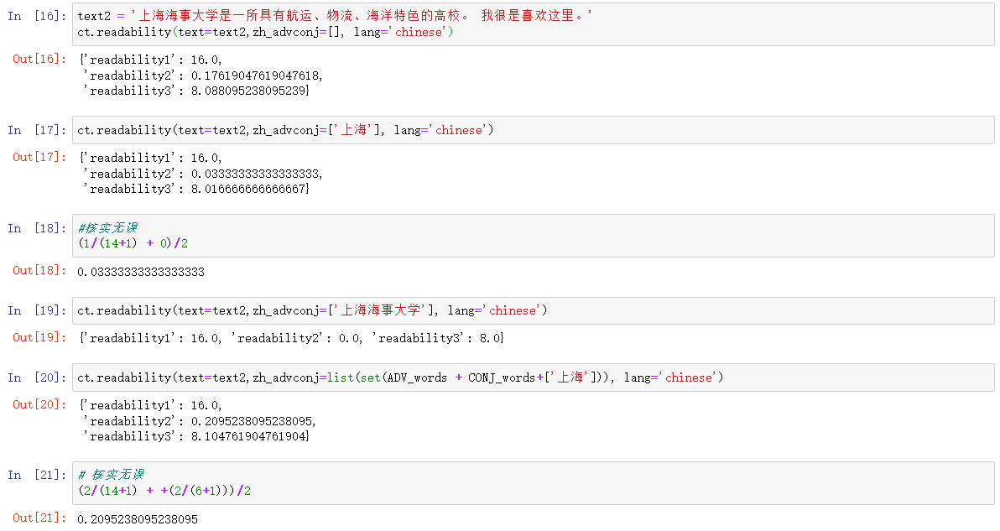 In [16]: text2 = '上海海事大学是一所具有航运、物流、海洋特色的高校。 我很是喜欢这里。'
ct.readability(text=text2,zh_advconj=[], lang='chinese')
Out[16]: {'readability1': 16.0,
'readability2': 0.17619047619047618,
'readability3': 8.088095238095239}
In [17]: ct.readability(text=text2,zh_advconj=['上海'], lang='chinese')
Out[17]: {'readability1': 16.0,
'readability2': 0.03333333333333333,
'readability3': 8.016666666666667}
In [18]: #核实无误
(1/(14+1) + 0)/2
Out[18]: 0.03333333333333333
In [19]: ct.readability(text=text2,zh_advconj=['上海海事大学'], lang='chinese')
Out[19]: {'readability1': 16.0, 'readability2': 0.0, 'readability3': 8.0}
In [20]: ct.readability(text=text2,zh_advconj=list(set(ADV_words + CONJ_words+['上海'])), lang='chinese')
Out[20]: {'readability1': 16.0,
'readability2': 0.2095238095238095,
'readability3': 8.104761904761904}
In [21]: # 核实无误
(2/(14+1) + +(2/(6+1)))/2
Out[21]: 0.2095238095238095